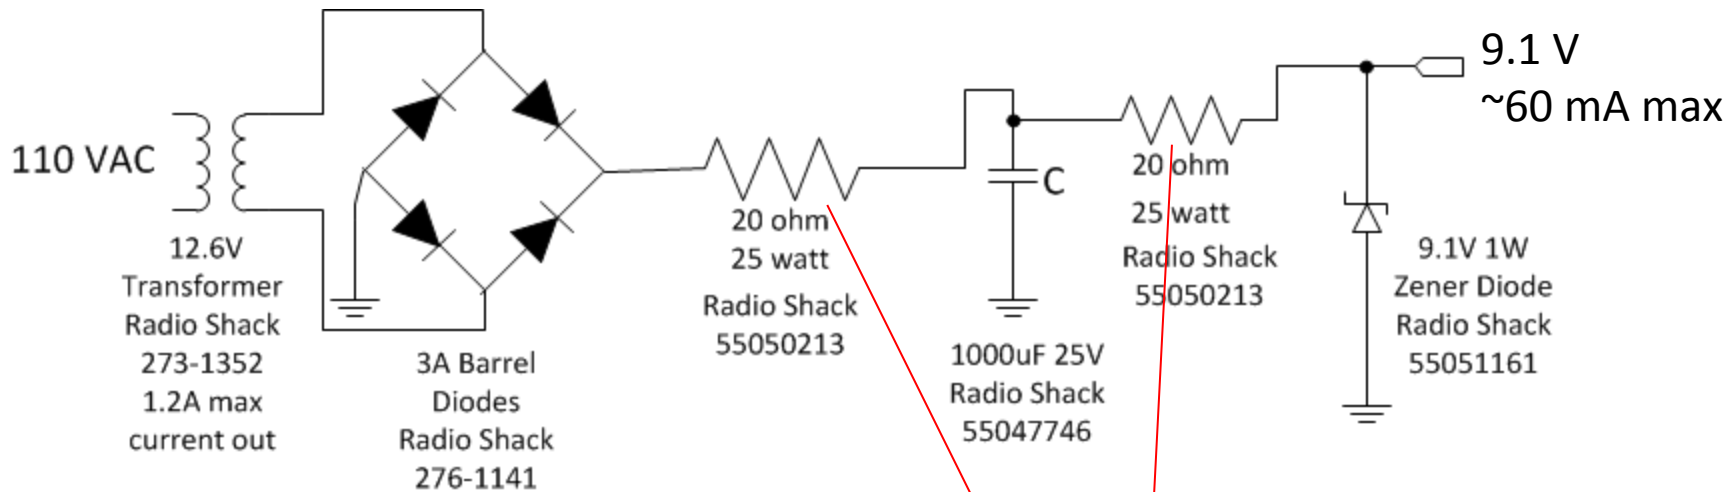 110 VAC
12.6V
Transformer
Radio Shack
273-1352
1.2A max
current out
3A Barrel
Diodes
Radio Shack
276-1141
20 ohm
25 watt
Radio Shack
55050213
C
1000uF 25V
Radio Shack
55047746
20 ohm
25 watt
Radio Shack
55050213
9.1 V
~60 mA max
9.1V 1W
Zener Diode
Radio Shack
55051161